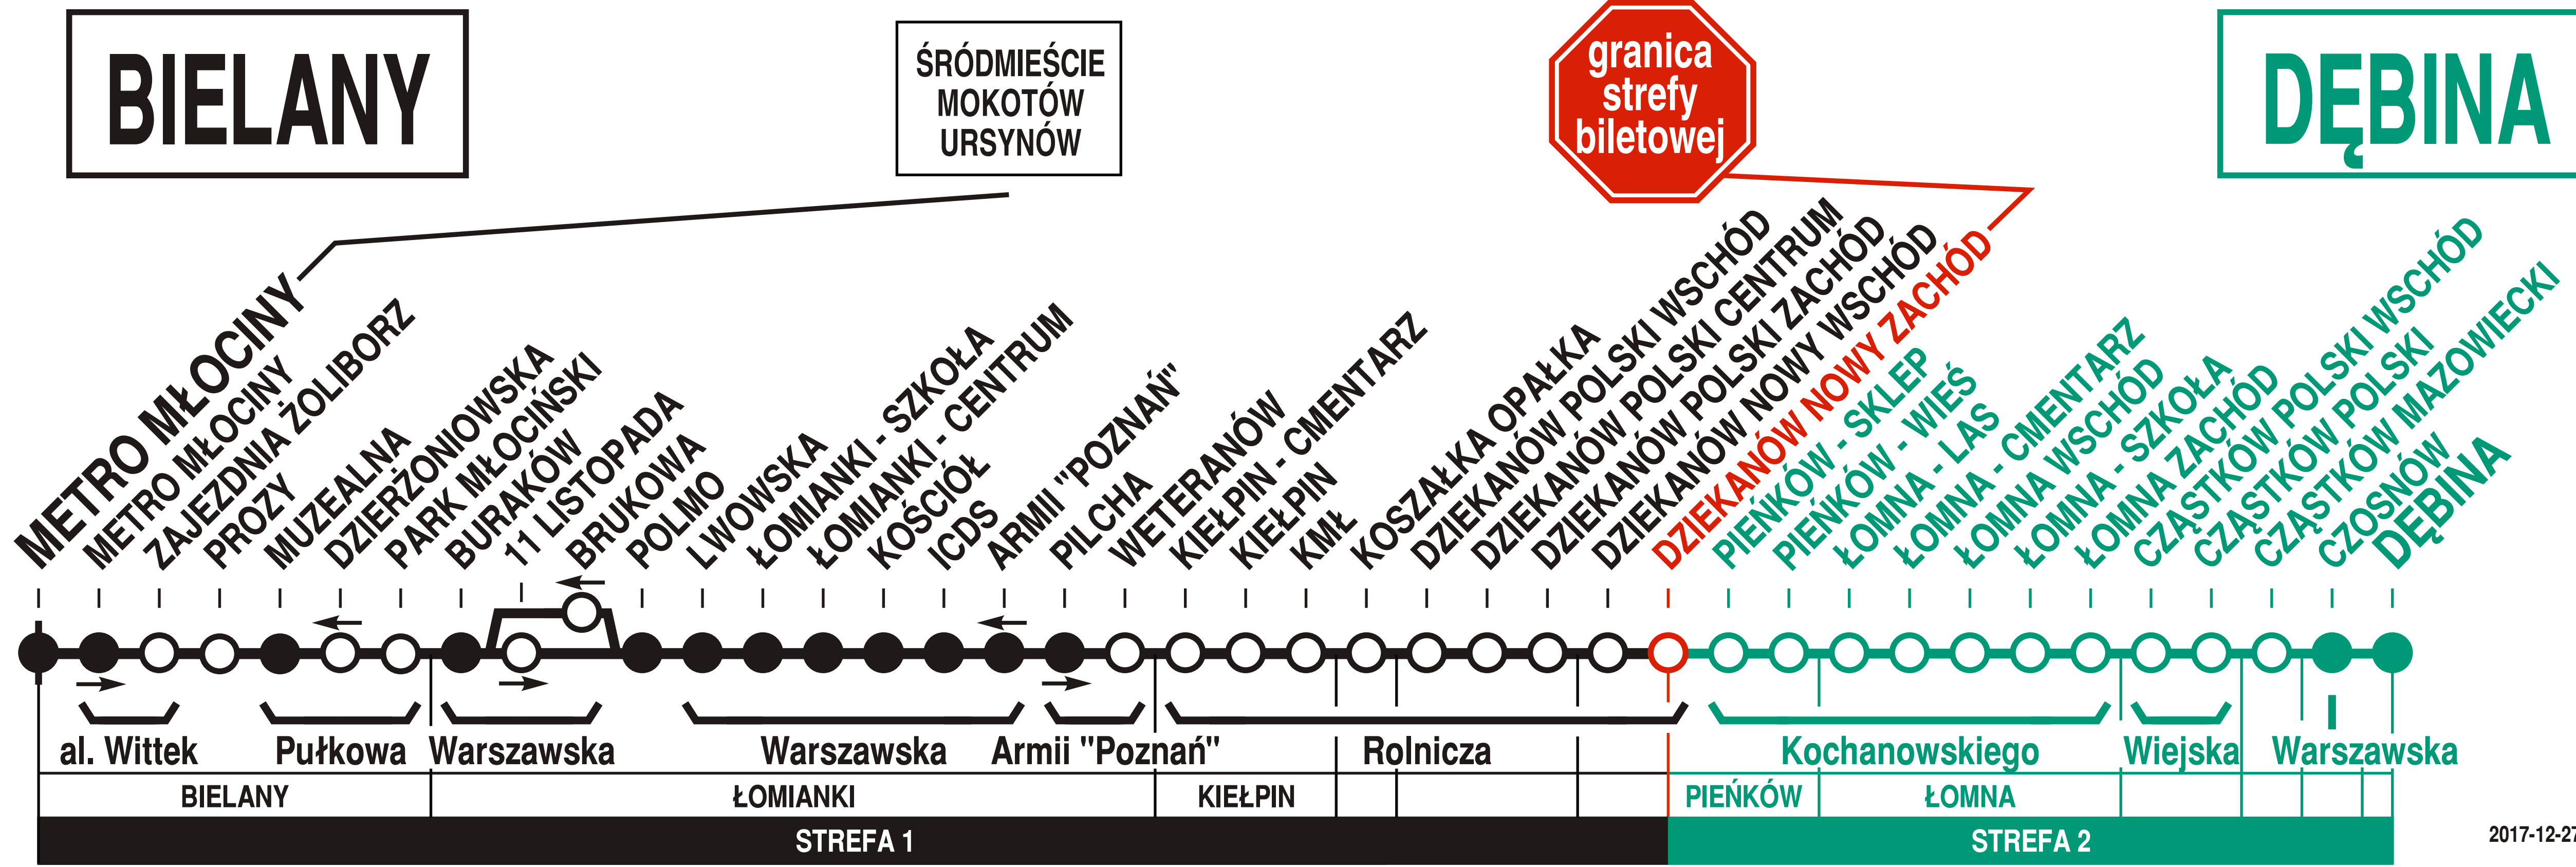 BIELANY
ŚRÓDMIEŚCIE
MOKOTÓW
URSYNÓW
granica
strefy
biletowej
DĘBINA
METRO MŁOCINY
METRO MŁOCINY
ZAJEZDNIA ŻOLIBORZ
PROZY
MUZEALNA
DZIERŻONIOWSKA
PARK MŁOCIŃSKI
BURAKÓW
11 LISTOPADA
BRUKOWA
POLMO
LWOWSKA
ŁOMIANKI - SZKOŁA
ŁOMIANKI - CENTRUM
KOŚCIÓŁ
ICDS
ARMII "POZNAŃ"
PILCHA
WETERANÓW
KIEŁPIN - CMENTARZ
KIEŁPIN
KMŁ
KOSZAŁKA OPAŁKA
DZIEKANÓW POLSKI WSCHÓD
DZIEKANÓW POLSKI CENTRUM
DZIEKANÓW POLSKI ZACHÓD
DZIEKANÓW NOWY WSCHÓD
DZIEKANÓW NOWY ZACHÓD
PIEŃKÓW - SKLEP
PIEŃKÓW - WIEŚ
ŁOMNA - LAS
ŁOMNA - CMENTARZ
ŁOMNA WSCHÓD
ŁOMNA - SZKOŁA
ŁOMNA ZACHÓD
CZĄSTKÓW POLSKI WSCHÓD
CZĄSTKÓW POLSKI
CZĄSTKÓW MAZOWIECKI
CZOSNÓW
DĘBINA
al. Wittek
Pułkowa
Warszawska
Warszawska
Armii "Poznań"
Rolnicza
Kochanowskiego
Wiejska
Warszawska
BIELANY
ŁOMIANKI
KIEŁPIN
PIEŃKÓW
ŁOMNA
STREFA 1
STREFA 2
2017-12-27